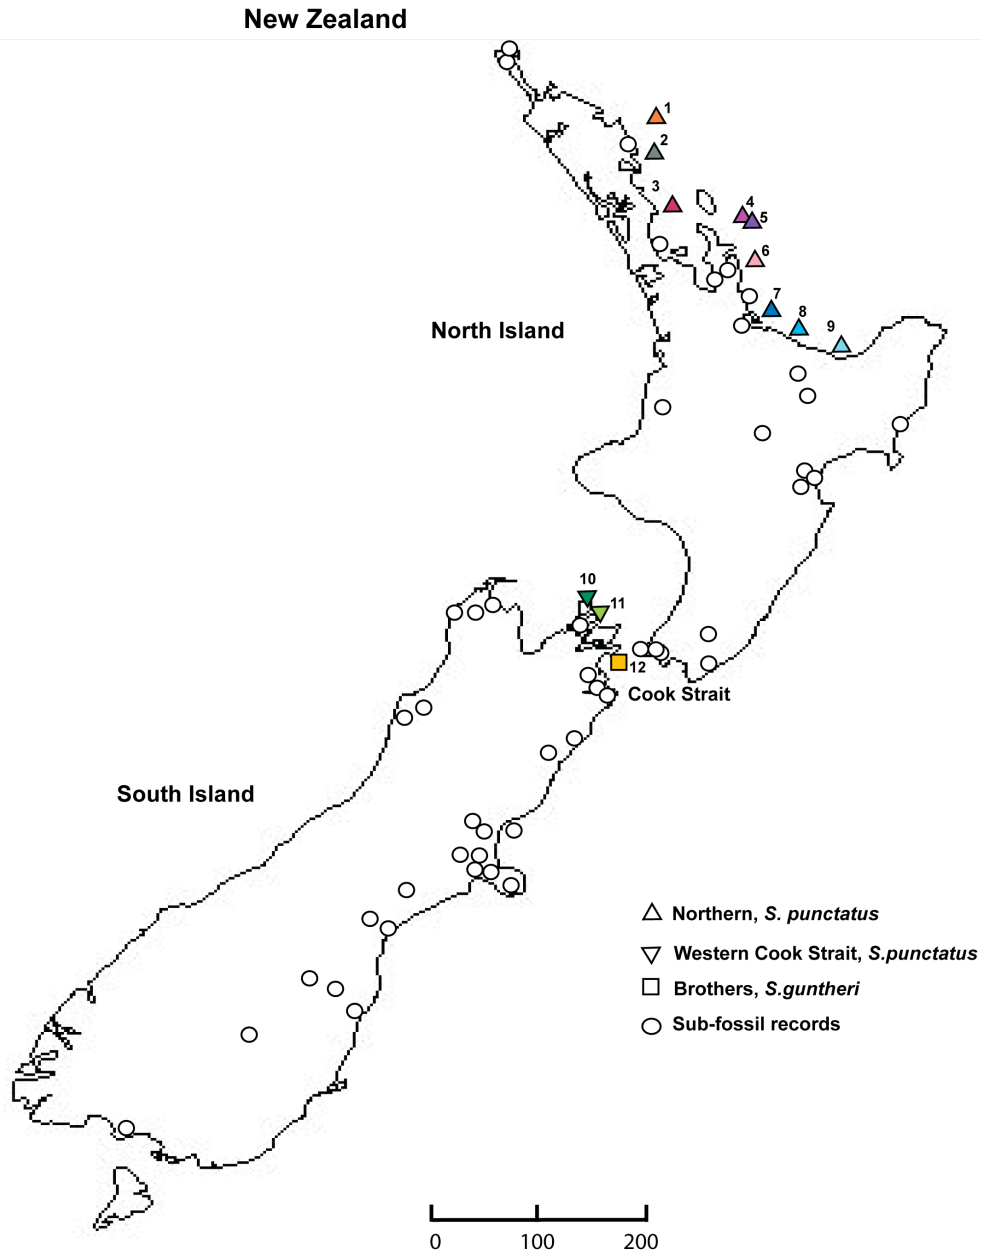 New Zealand
1
2
3
4
5
6
7
8
9
North Island
10
11
12
Cook Strait
South Island
Northern, S. punctatus
Western Cook Strait, S.punctatus
Brothers, S.guntheri
Sub-fossil records
0 100 200